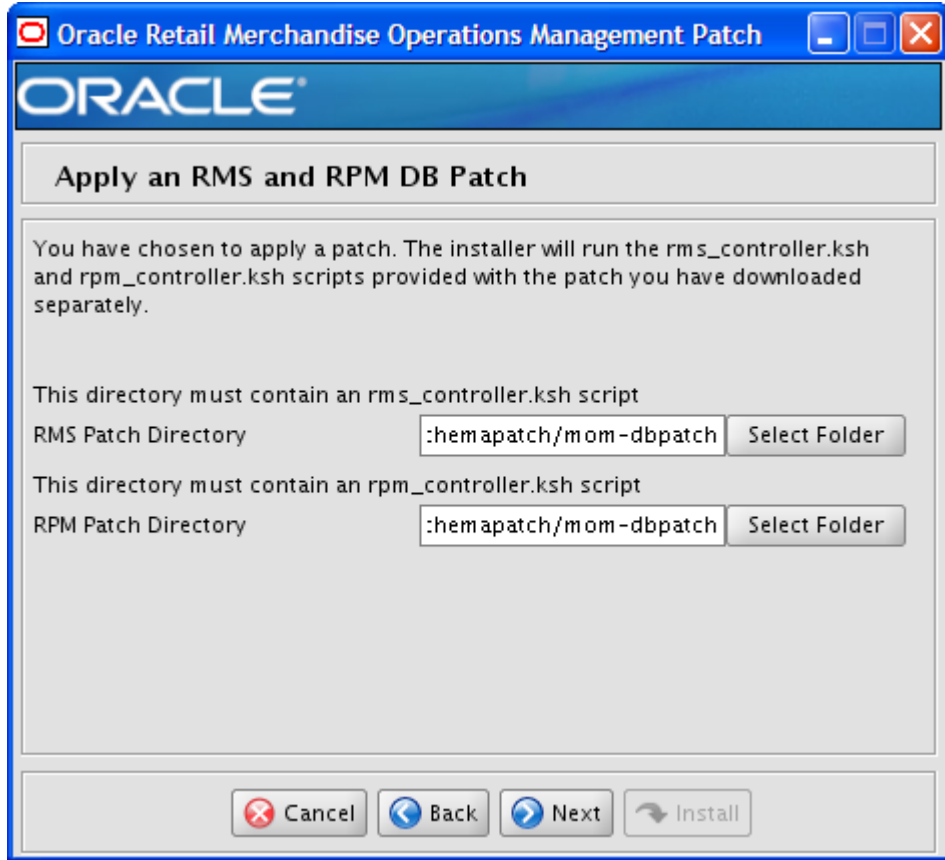 Oracle Retail Merchandise Operations Management Patch
ORACLE
Apply an RMS and RPM DB Patch
You have chosen to apply a patch. The installer will run the rms_controller.ksh
and rpm_controller.ksh scripts provided with the patch you have downloaded
separately.
This directory must contain an rms_controller.ksh script
RMS Patch Directory :hemapatch/mom-dbpatch Select Folder
This directory must contain an rpm_controller.ksh script
RPM Patch Directory :hemapatch/mom-dbpatch Select Folder
Cancel Back Next Install